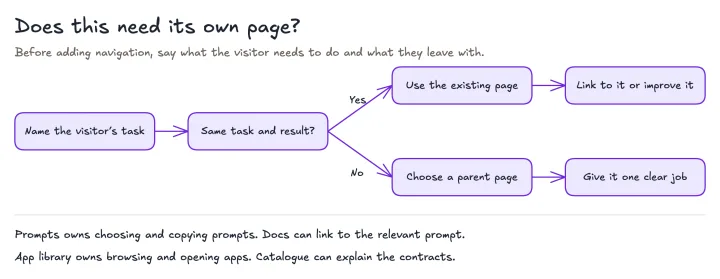 Does this need its own page?
Before adding navigation, say what the visitor needs to do and what they leave with.
Name the visitor's task
Same task and result?
Yes
Use the existing page
Link to it or improve it
No
Choose a parent page
Give it one clear job
Prompts owns choosing and copying prompts. Docs can link to the relevant prompt.
App library owns browsing and opening apps. Catalogue can explain the contracts.